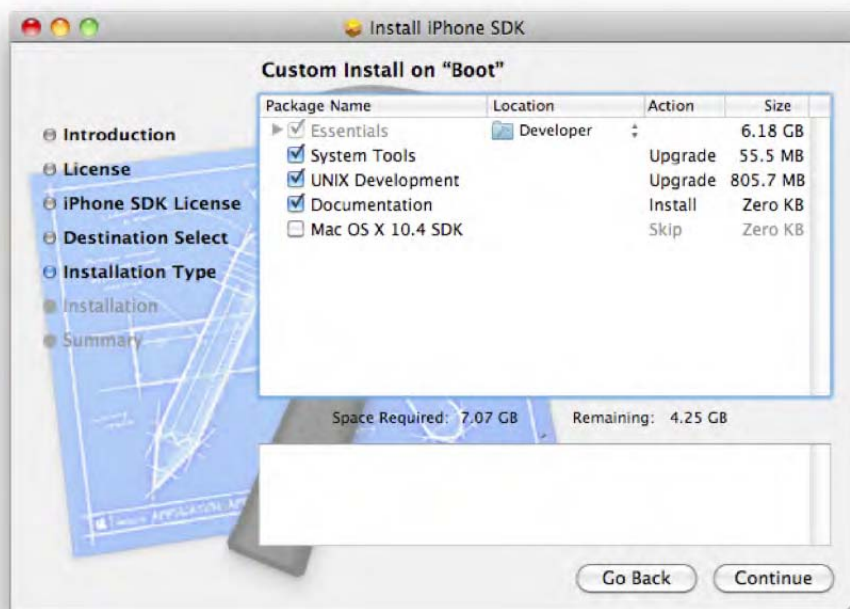 Install iPhone SDK
Custom Install on “Boot”
Introduction
License
iPhone SDK License
Destination Select
Installation Type
Installation
Summary
Package Name Location Action Size
Essentials Developer 6.18 GB
System Tools Upgrade 55.5 MB
UNIX Development Upgrade 805.7 MB
Documentation Install Zero KB
Mac OS X 10.4 SDK Skip Zero KB
Space Required: 7.07 GB Remaining: 4.25 GB
APPLICATION
Go Back Continue